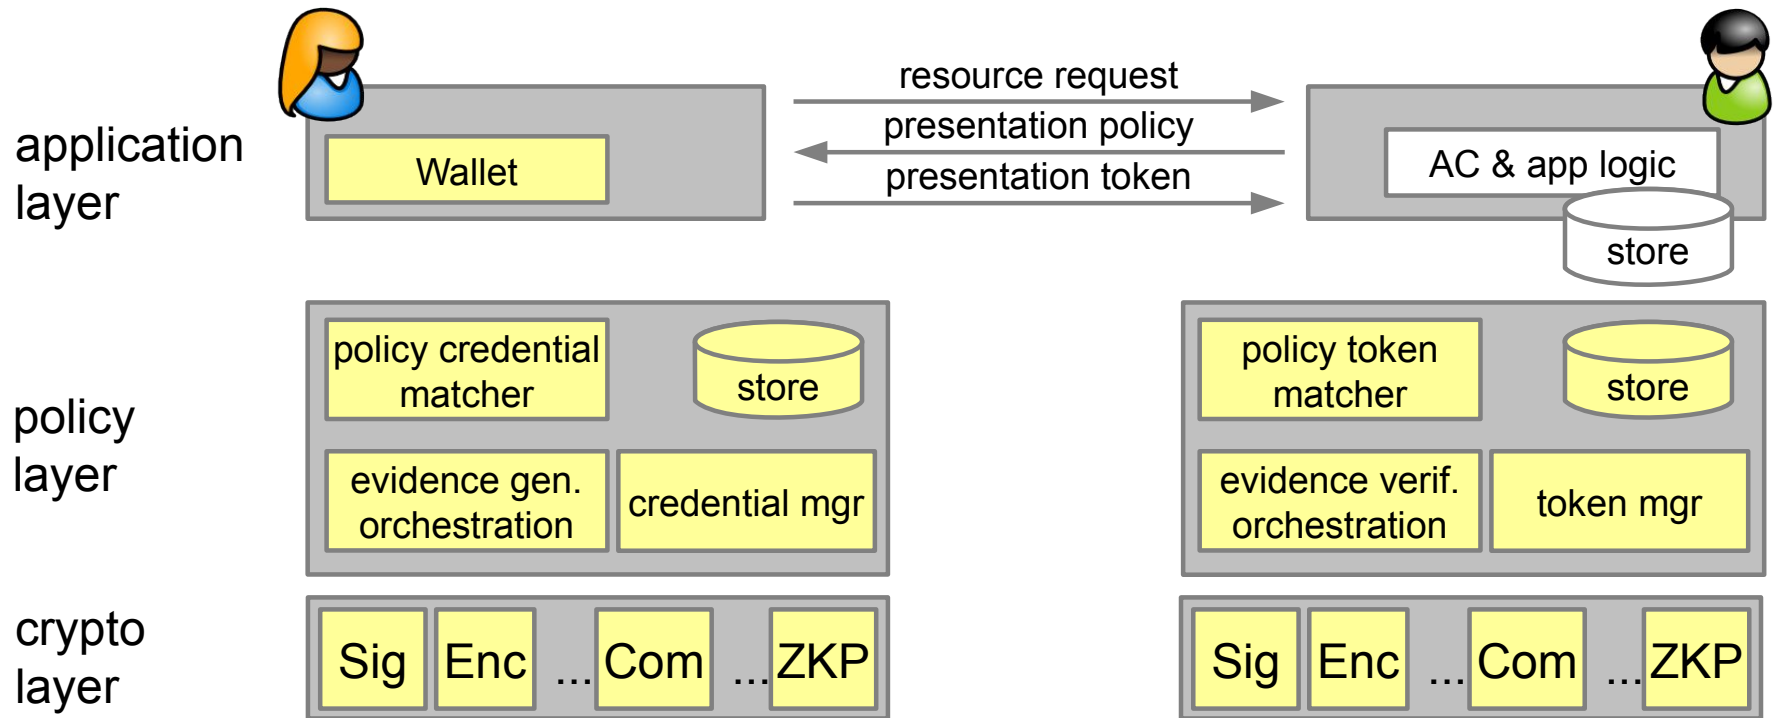 application
layer
Wallet
resource request
presentation policy
presentation token
AC & app logic
store
policy
layer
policy credential
matcher
store
evidence gen.
orchestration
credential mgr
policy token
matcher
store
evidence verif.
orchestration
token mgr
crypto
layer
Sig Enc ... Com ... ZKP
Sig Enc ... Com ... ZKP